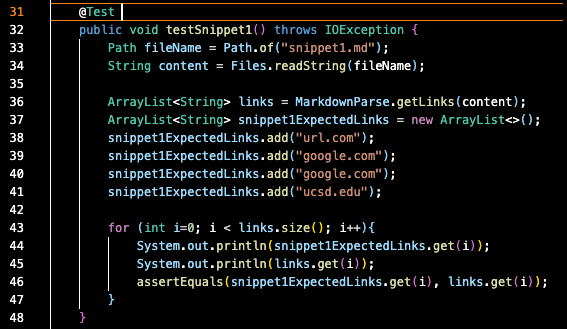 31 @Test
32 public void testSnippet1() throws IOException {
33 Path fileName = Path.of("snippet1.md");
34 String content = Files.readString(fileName);
35
36 ArrayList<String> links = MarkdownParse.getLinks(content);
37 ArrayList<String> snippet1ExpectedLinks = new ArrayList<>();
38 snippet1ExpectedLinks.add("url.com");
39 snippet1ExpectedLinks.add("google.com");
40 snippet1ExpectedLinks.add("google.com");
41 snippet1ExpectedLinks.add("ucsd.edu");
42
43 for (int i=0; i < links.size(); i++){
44 System.out.println(snippet1ExpectedLinks.get(i));
45 System.out.println(links.get(i));
46 assertEquals(snippet1ExpectedLinks.get(i), links.get(i));
47 }
48 }